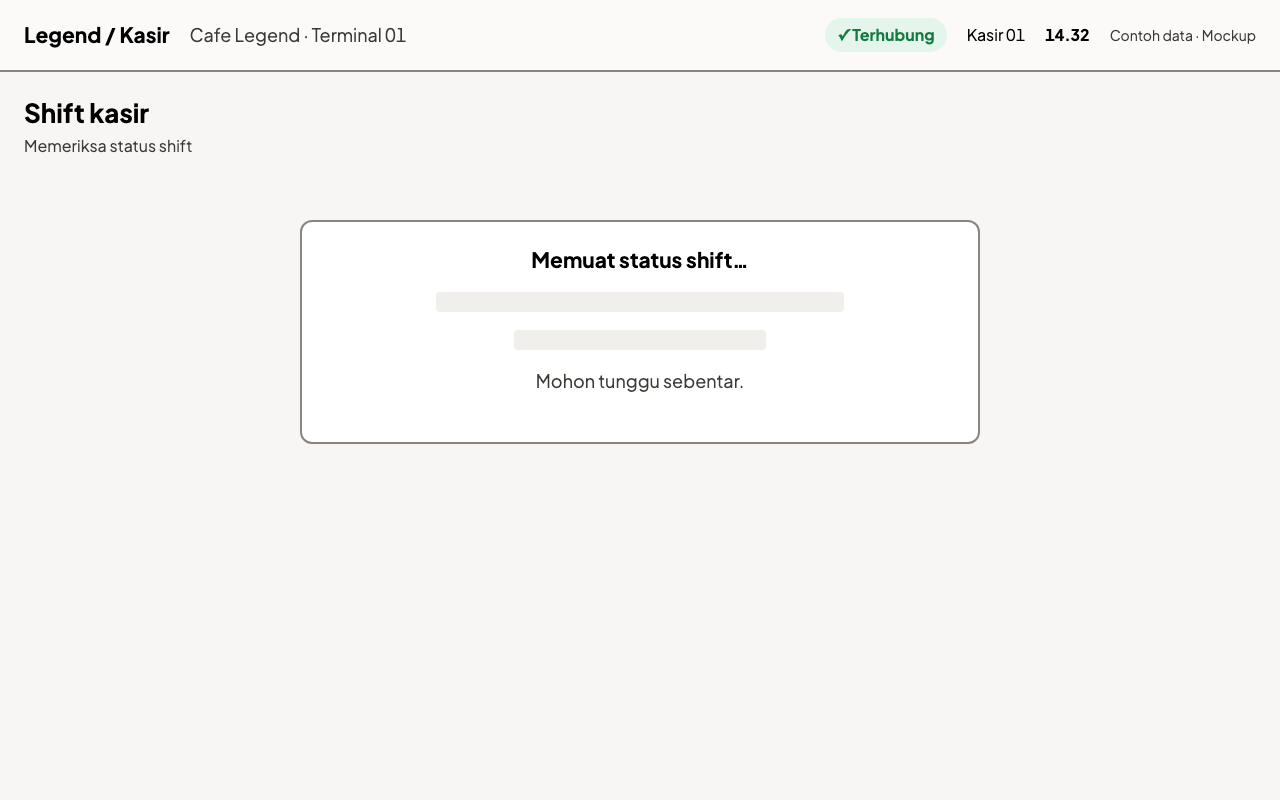 Legend / Kasir Cafe Legend · Terminal 01 ✓Terhubung Kasir 01 14.32 Contoh data · Mockup
Shift kasir
Memeriksa status shift
Memuat status shift…
Mohon tunggu sebentar.